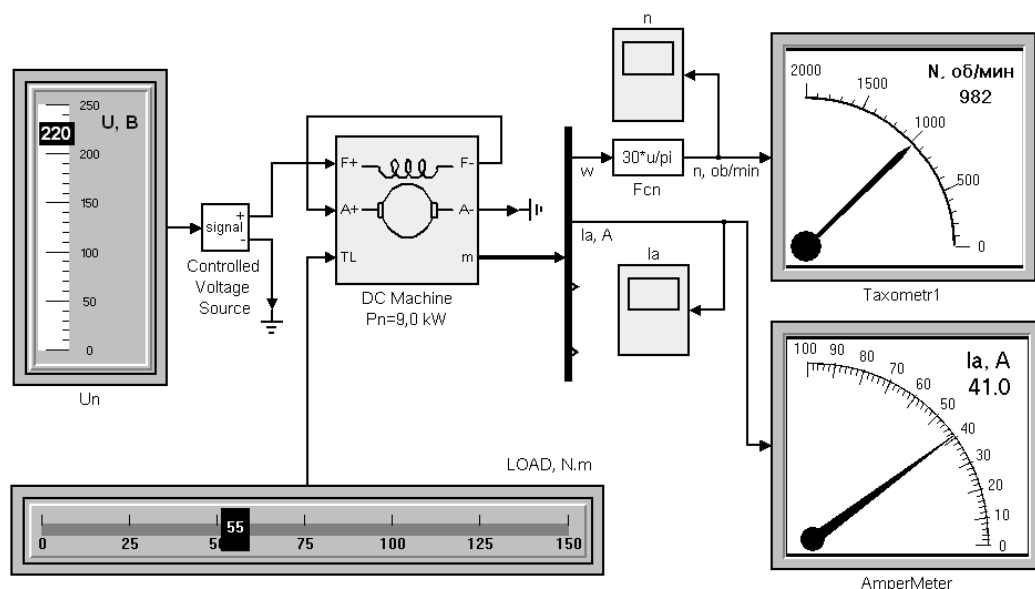 n
2000
1500
1000
500
0
N, об/мин
982
Taxometr1
250
200
150
100
50
0
U, В
220
Un
signal
+
-
Controlled
Voltage
Source
F+
F-
A+
A-
TL
m
DC Machine
Pn=9,0 kW
w
30*u/pi
Fcn
n, ob/min
Ia, A
Ia
100
90
80
70
60
50
40
30
20
10
0
Ia, A
41.0
AmperMeter
LOAD, N.m
55
0
25
50
75
100
125
150